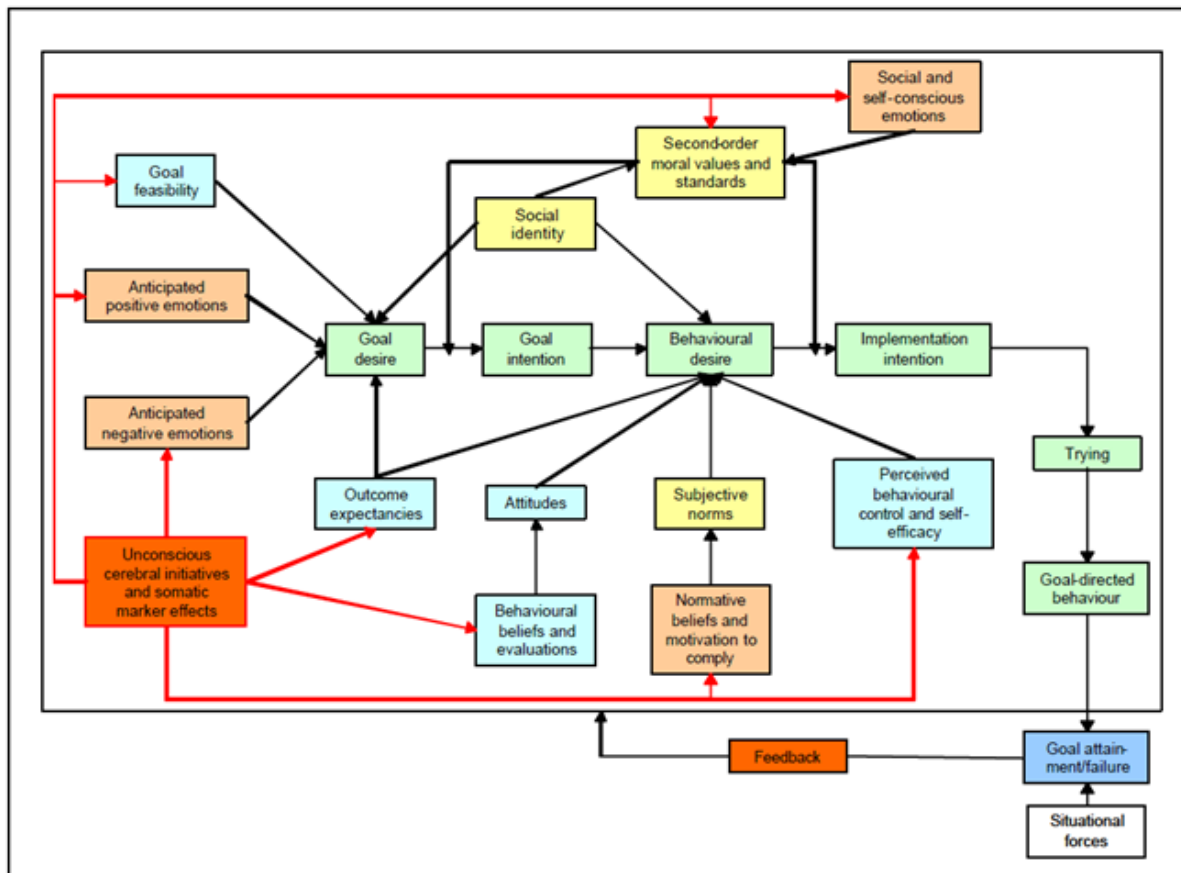 Social and
self-conscious
emotions
Second-order
moral values and
standards
Goal
feasibility
Social
identity
Anticipated
positive emotions
Goal
desire
Goal
intention
Behavioural
desire
Implementation
intention
Anticipated
negative emotions
Trying
Outcome
expectancies
Attitudes
Subjective
norms
Perceived
behavioural
control and self-
efficacy
Unconscious
cerebral initiatives
and somatic
marker effects
Behavioural
beliefs and
evaluations
Normative
beliefs and
motivation to
comply
Goal-directed
behaviour
Feedback
Goal attain-
ment/failure
Situational
forces